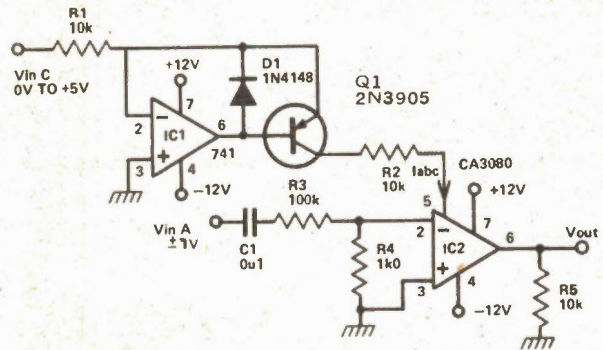 R1
10k
Vin C
0V TO +5V
+12V
7
D1
1N4148
Q1
2N3905
2
−
IC1
6
741
+
3
4
−12V
R2
10k
Iabc
CA3080
+12V
5
7
R3
100k
Vin A
±1V
C1
0u1
R4
1k0
2
−
IC2
6
Vout
+
3
4
−12V
R5
10k